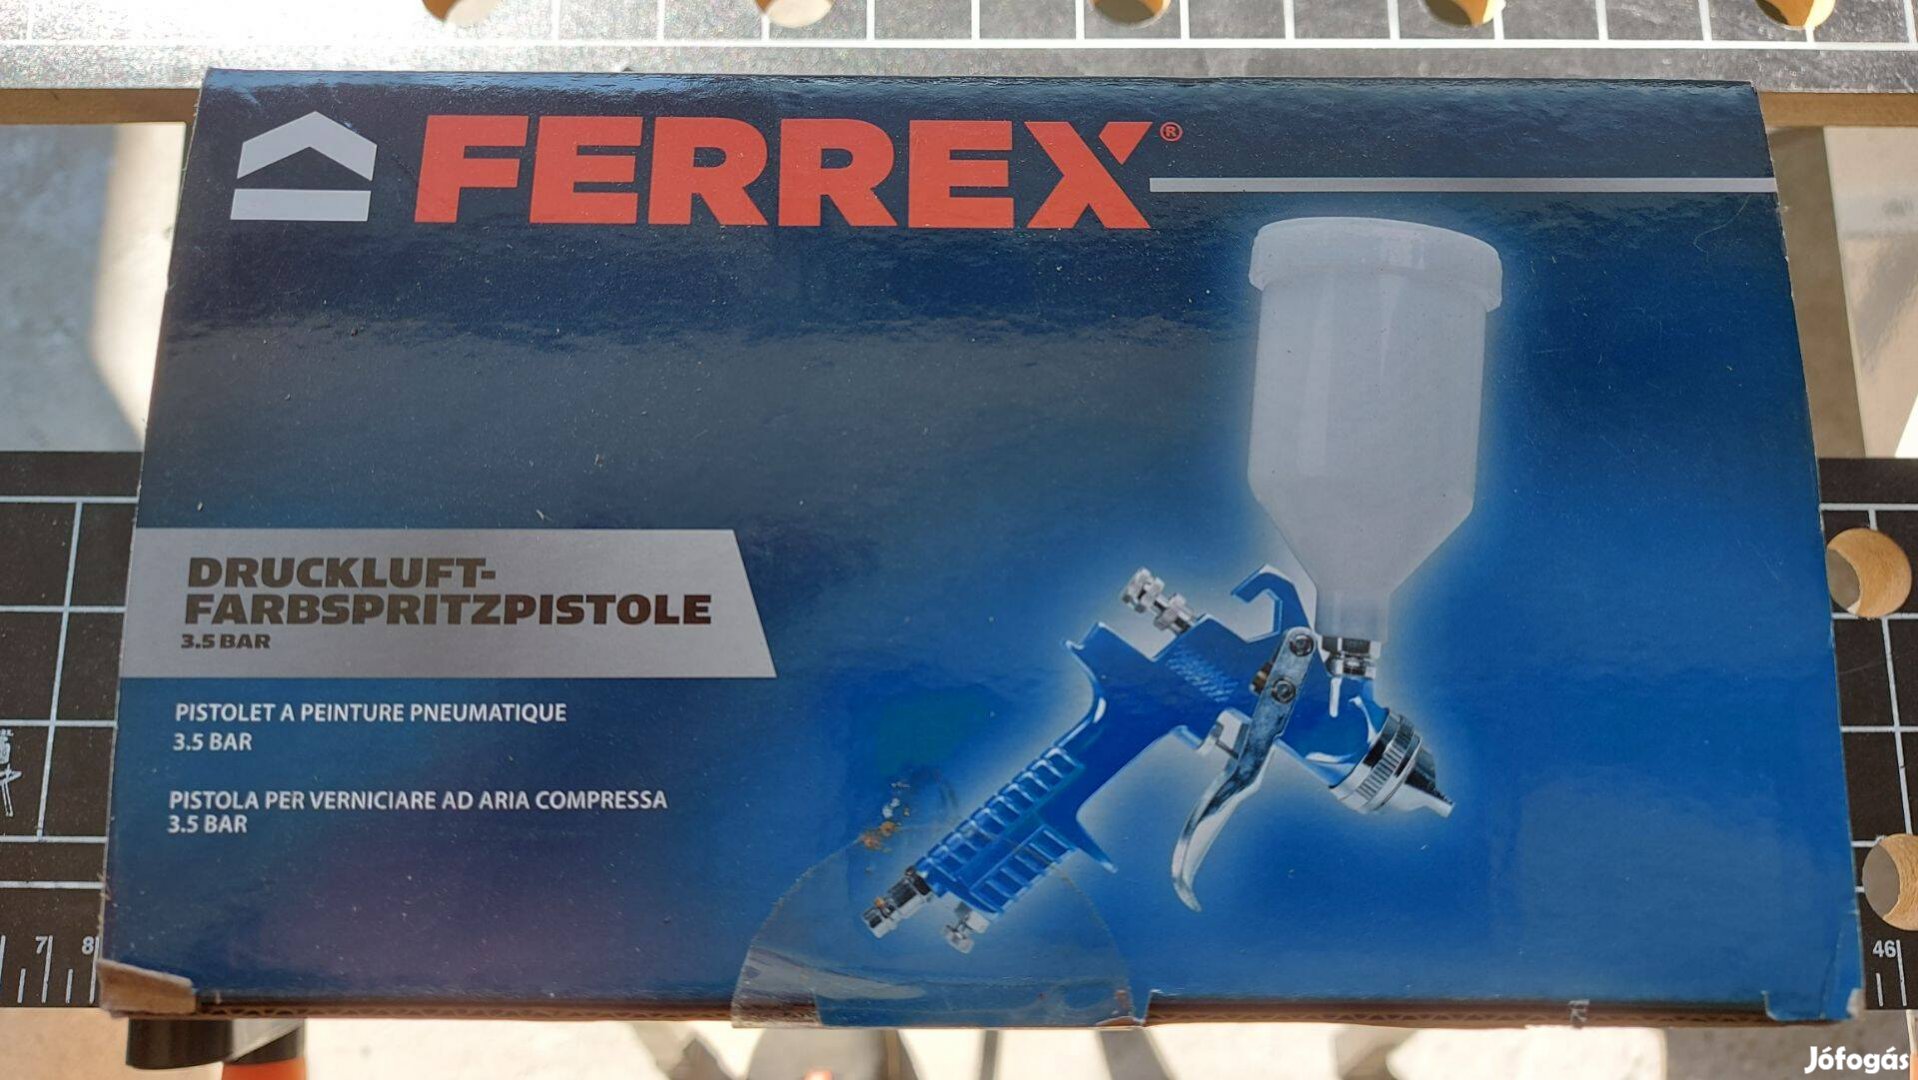 FERREX®
DRUCKLUFT-
FARBSPRITZPISTOLE
3.5 BAR
PISTOLET A PEINTURE PNEUMATIQUE
3.5 BAR
PISTOLA PER VERNICIARE AD ARIA COMPRESSA
3.5 BAR
7 8
46
Jófogás